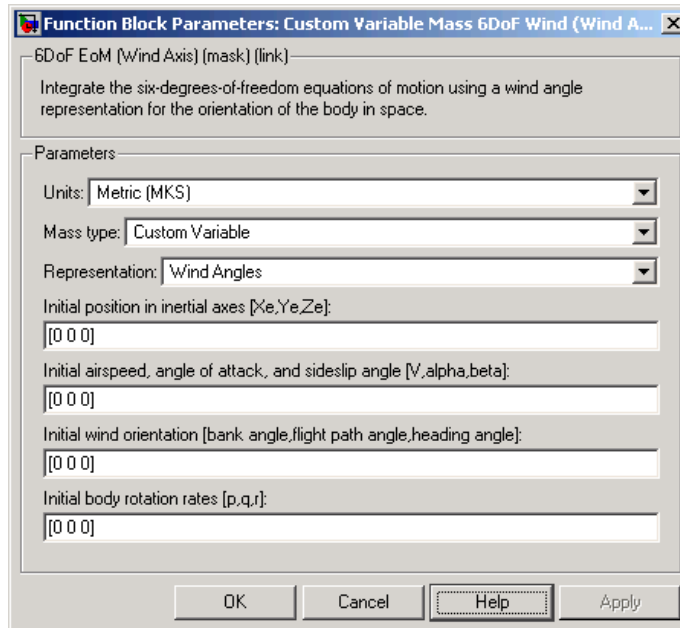 Function Block Parameters: Custom Variable Mass 6DoF Wind (Wind A...
6DoF EoM (Wind Axis) (mask) (link)
Integrate the six-degrees-of-freedom equations of motion using a wind angle
representation for the orientation of the body in space.
Parameters
Units: Metric (MKS)
Mass type: Custom Variable
Representation: Wind Angles
Initial position in inertial axes [Xe,Ye,Ze]:
[0 0 0]
Initial airspeed, angle of attack, and sideslip angle [V,alpha,beta]:
[0 0 0]
Initial wind orientation [bank angle,flight path angle,heading angle]:
[0 0 0]
Initial body rotation rates [p,q,r]:
[0 0 0]
OK Cancel Help Apply